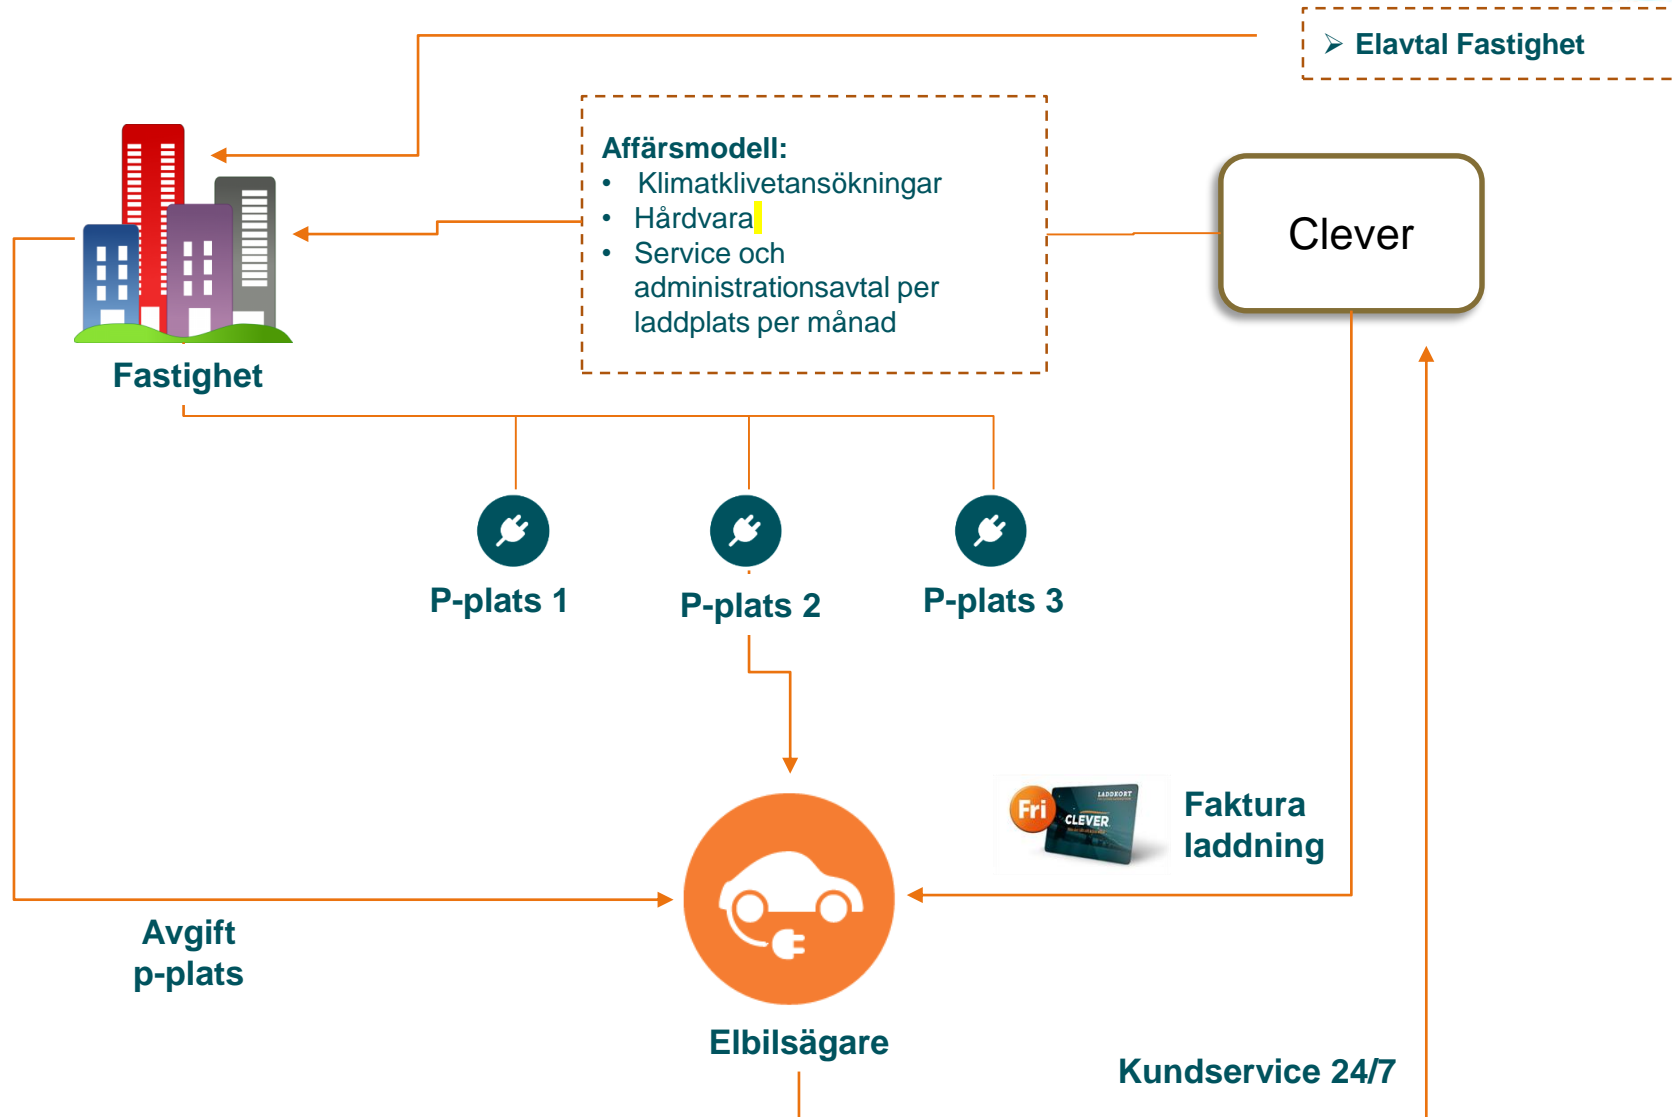 ➢ Elavtal Fastighet
Affärsmodell:
• Klimatklivetansökningar
• Hårdvara
• Service och
administrationsavtal per
laddplats per månad
Clever
Fastighet
P-plats 1
P-plats 2
P-plats 3
Fri
LADDKORT
CLEVER
Faktura
laddning
Avgift
p-plats
Elbilsägare
Kundservice 24/7